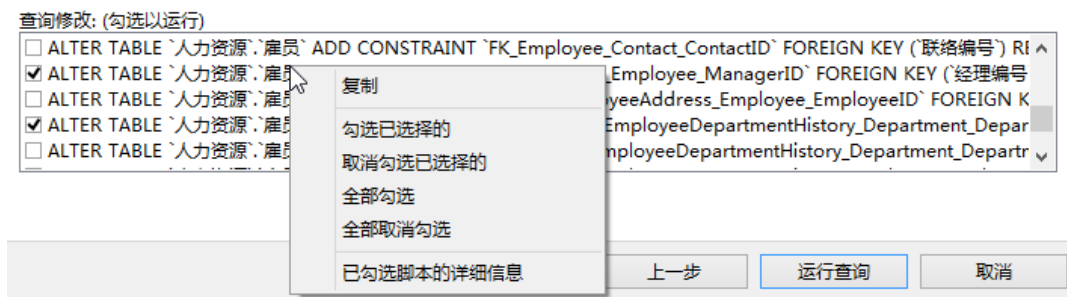 查询修改: (勾选以运行)
ALTER TABLE `人力资源`.`雇员` ADD CONSTRAINT `FK_Employee_Contact_ContactID` FOREIGN KEY (`联络编号`) RE
ALTER TABLE `人力资源`.`雇员 _Employee_ManagerID` FOREIGN KEY (`经理编号
ALTER TABLE `人力资源`.`雇员 yeeAddress_Employee_EmployeeID` FOREIGN K
ALTER TABLE `人力资源`.`雇员 EmployeeDepartmentHistory_Department_Depar
ALTER TABLE `人力资源`.`雇员 mployeeDepartmentHistory_Department_Departr
复制
勾选已选择的
取消勾选已选择的
全部勾选
全部取消勾选
已勾选脚本的详细信息
上一步 运行查询 取消